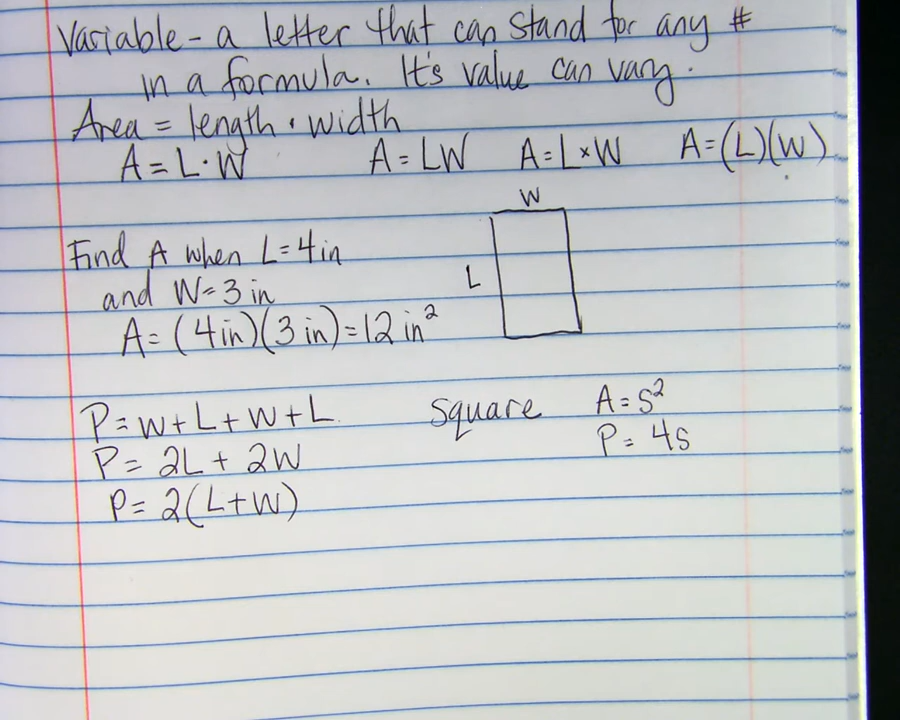 Variable - a letter that can stand for any #
in a formula. It's value can vary.
Area = length · width
A = L · W   A = LW   A = L × W   A = (L)(W)
W
Find A when L = 4 in
L
and W = 3 in
A = (4 in)(3 in) = 12 in²
P = W + L + W + L   Square   A = S²
P = 2L + 2W   P = 4S
P = 2(L + W)